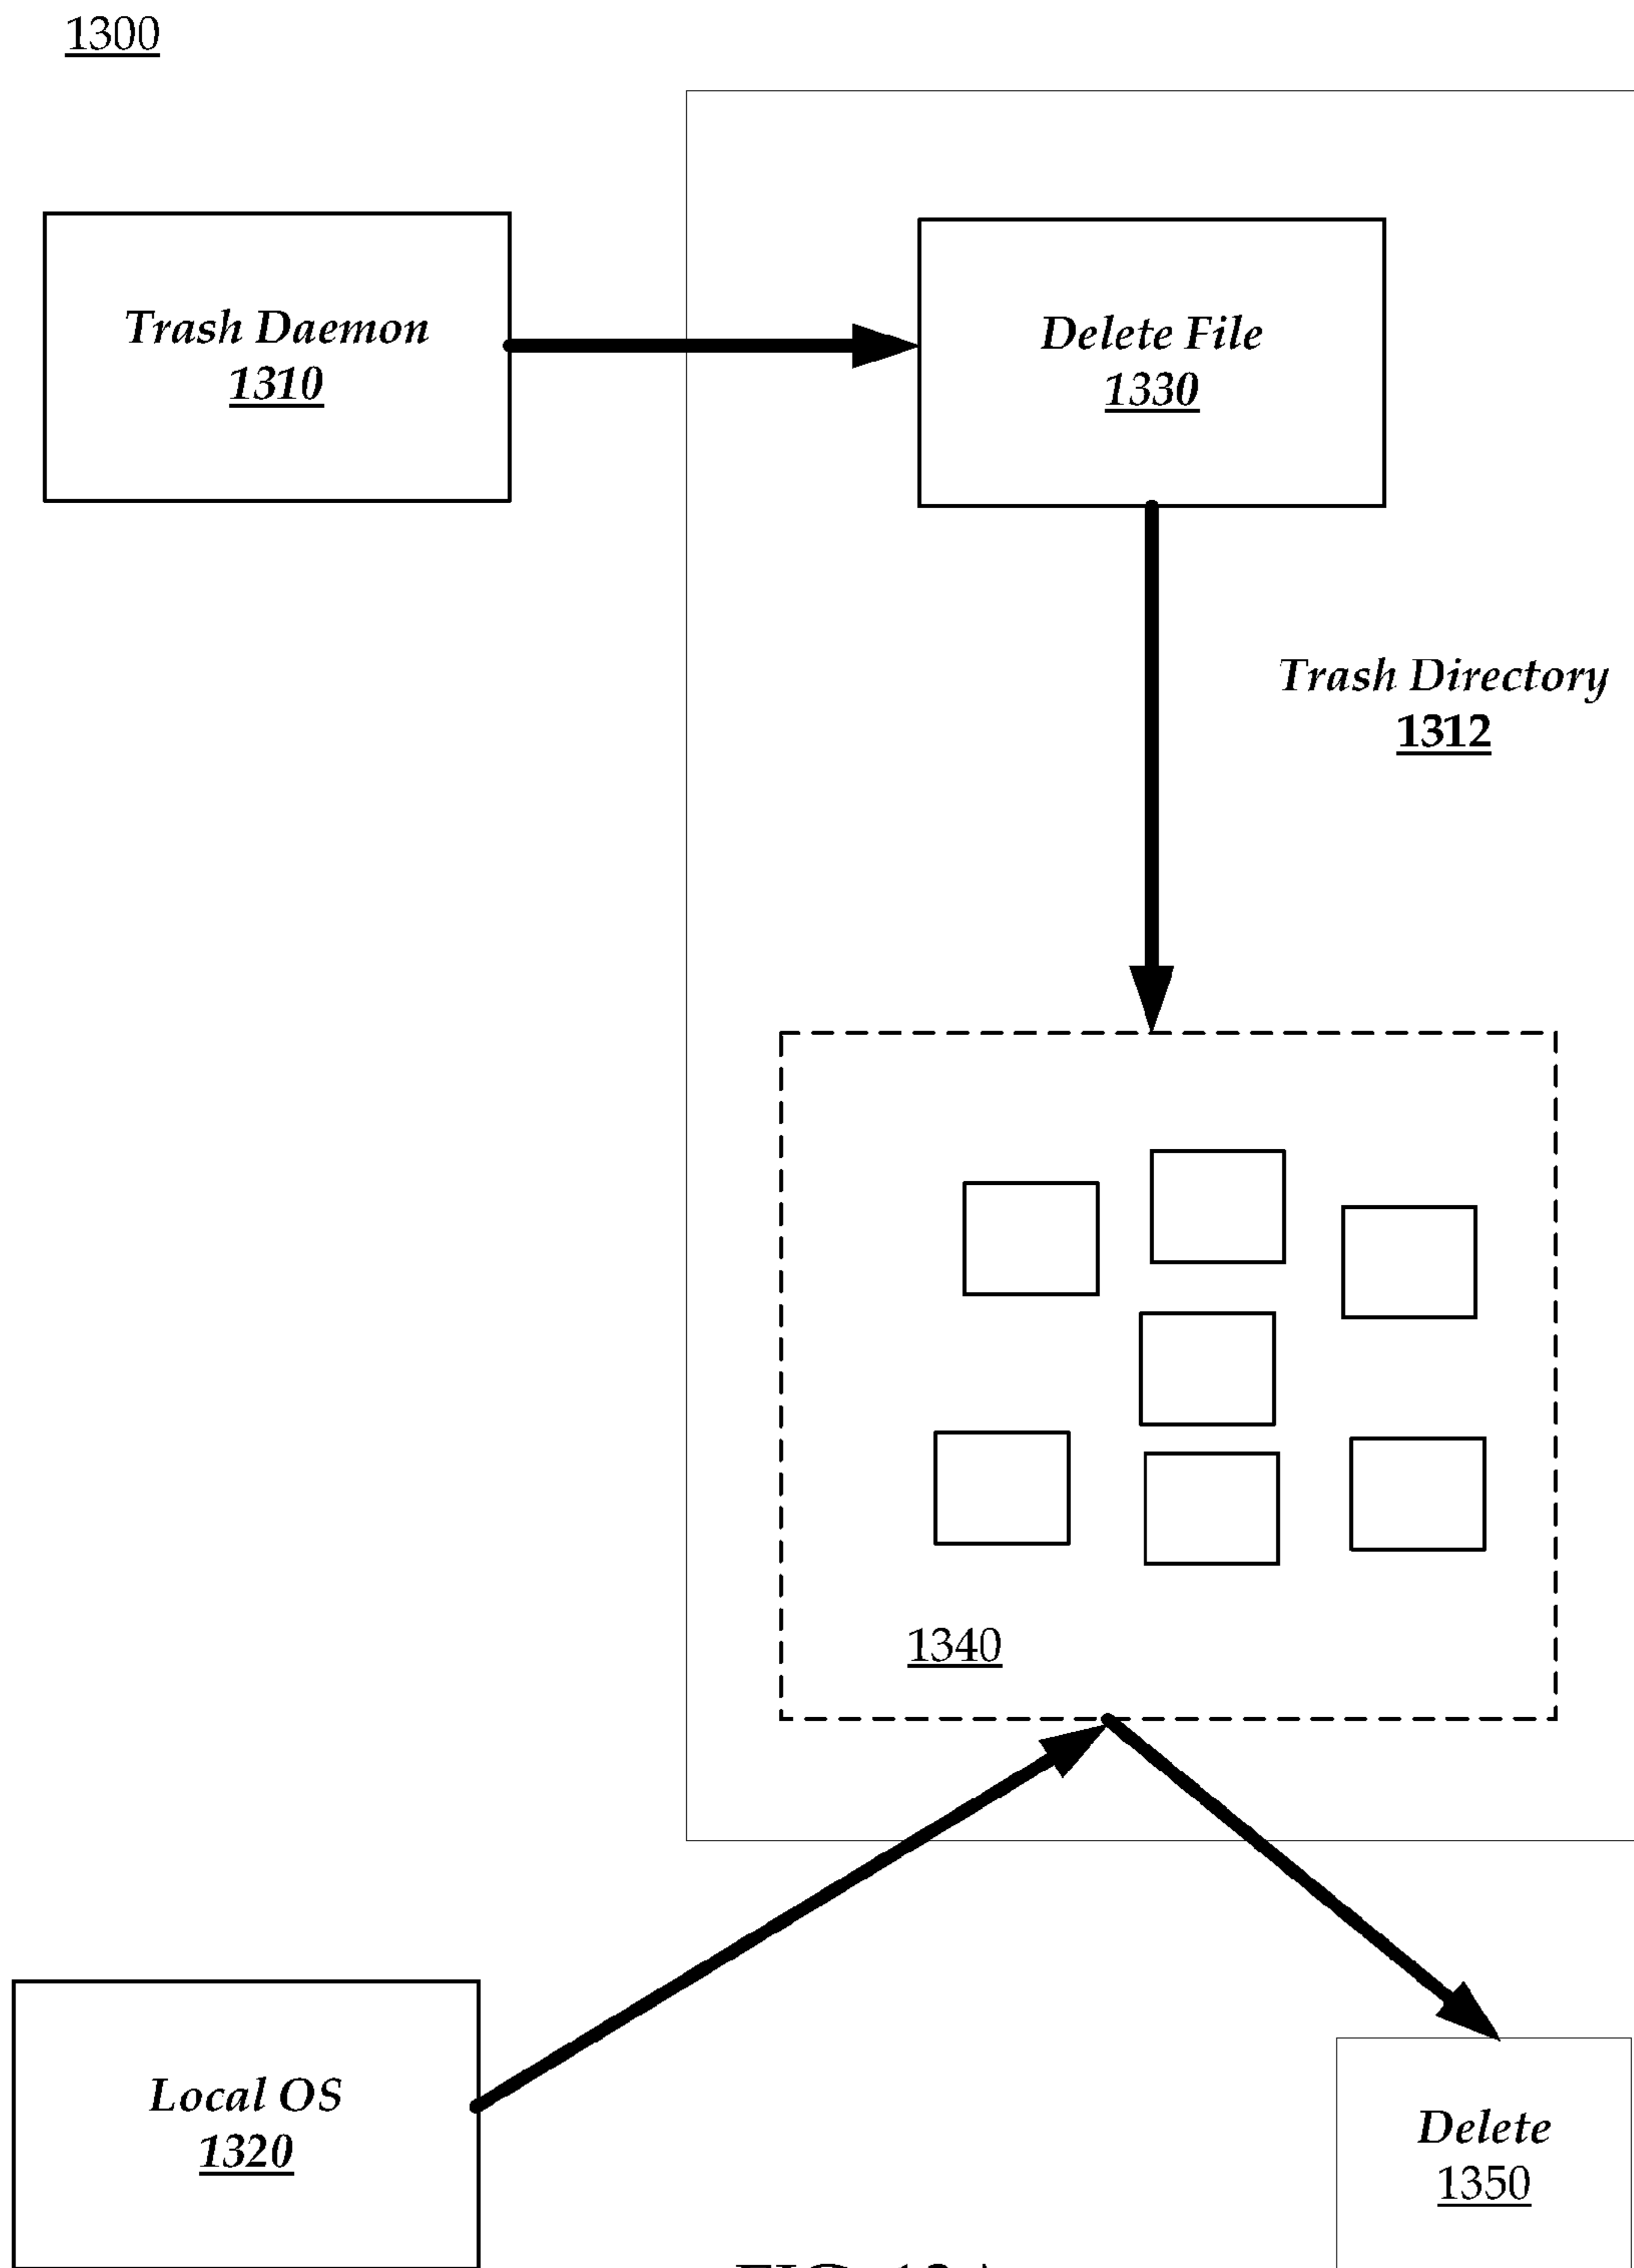 1300
Trash Daemon
1310
Delete File
1330
Trash Directory
1312
1340
Local OS
1320
Delete
1350